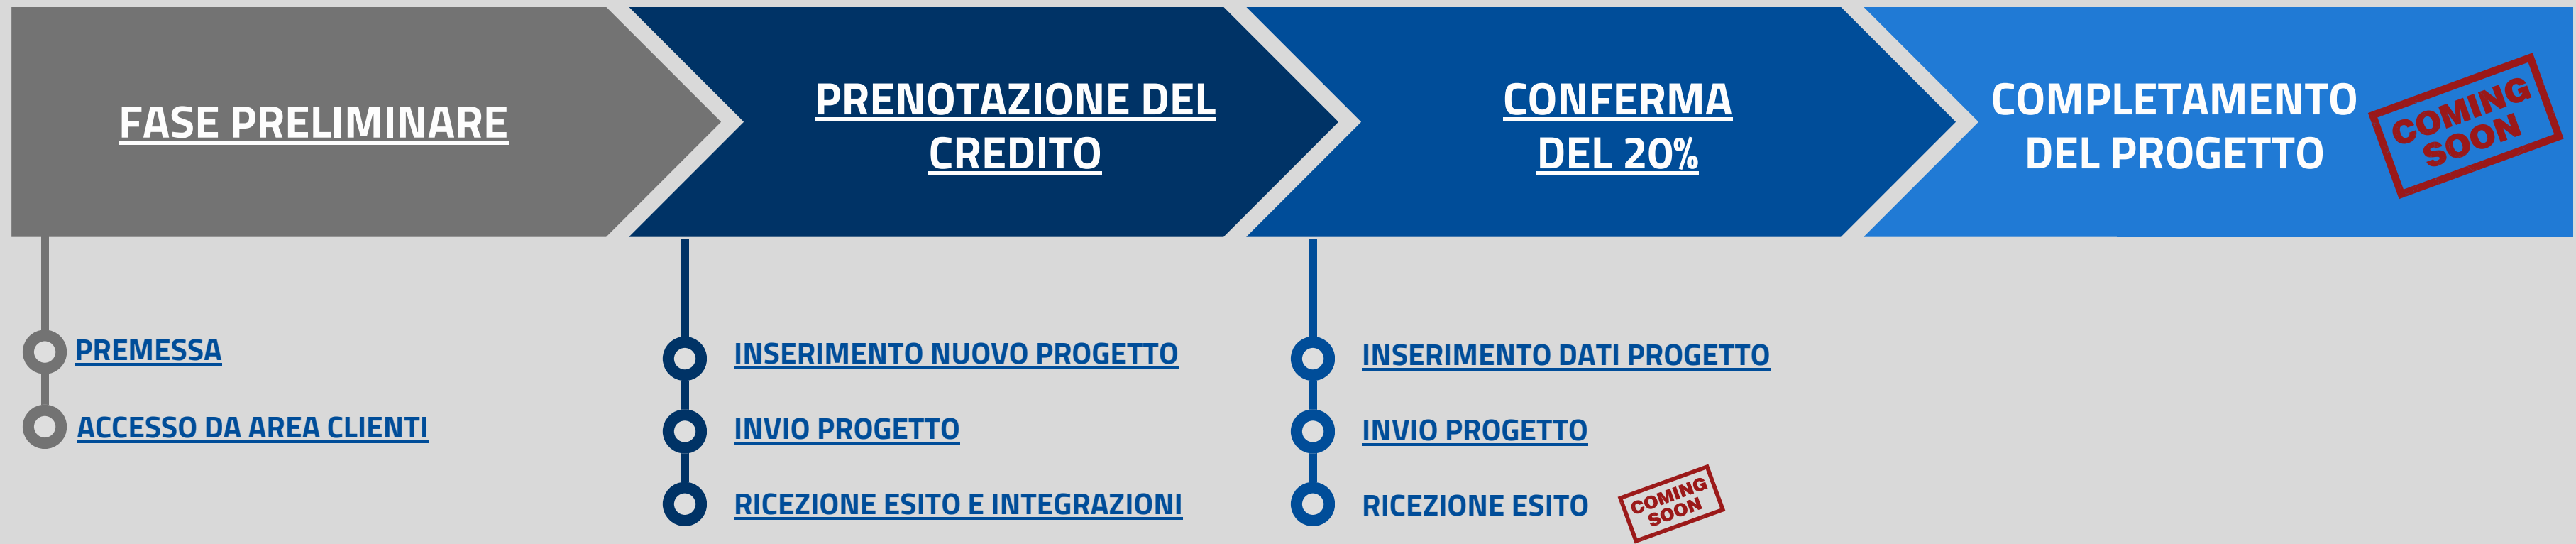 FASE PRELIMINARE
PRENOTAZIONE DEL
CREDITO
CONFERMA
DEL 20%
COMPLETAMENTO
DEL PROGETTO
COMING
SOON
PREMESSA
ACCESSO DA AREA CLIENTI
INSERIMENTO NUOVO PROGETTO
INVIO PROGETTO
RICEZIONE ESITO E INTEGRAZIONI
INSERIMENTO DATI PROGETTO
INVIO PROGETTO
RICEZIONE ESITO
COMING
SOON